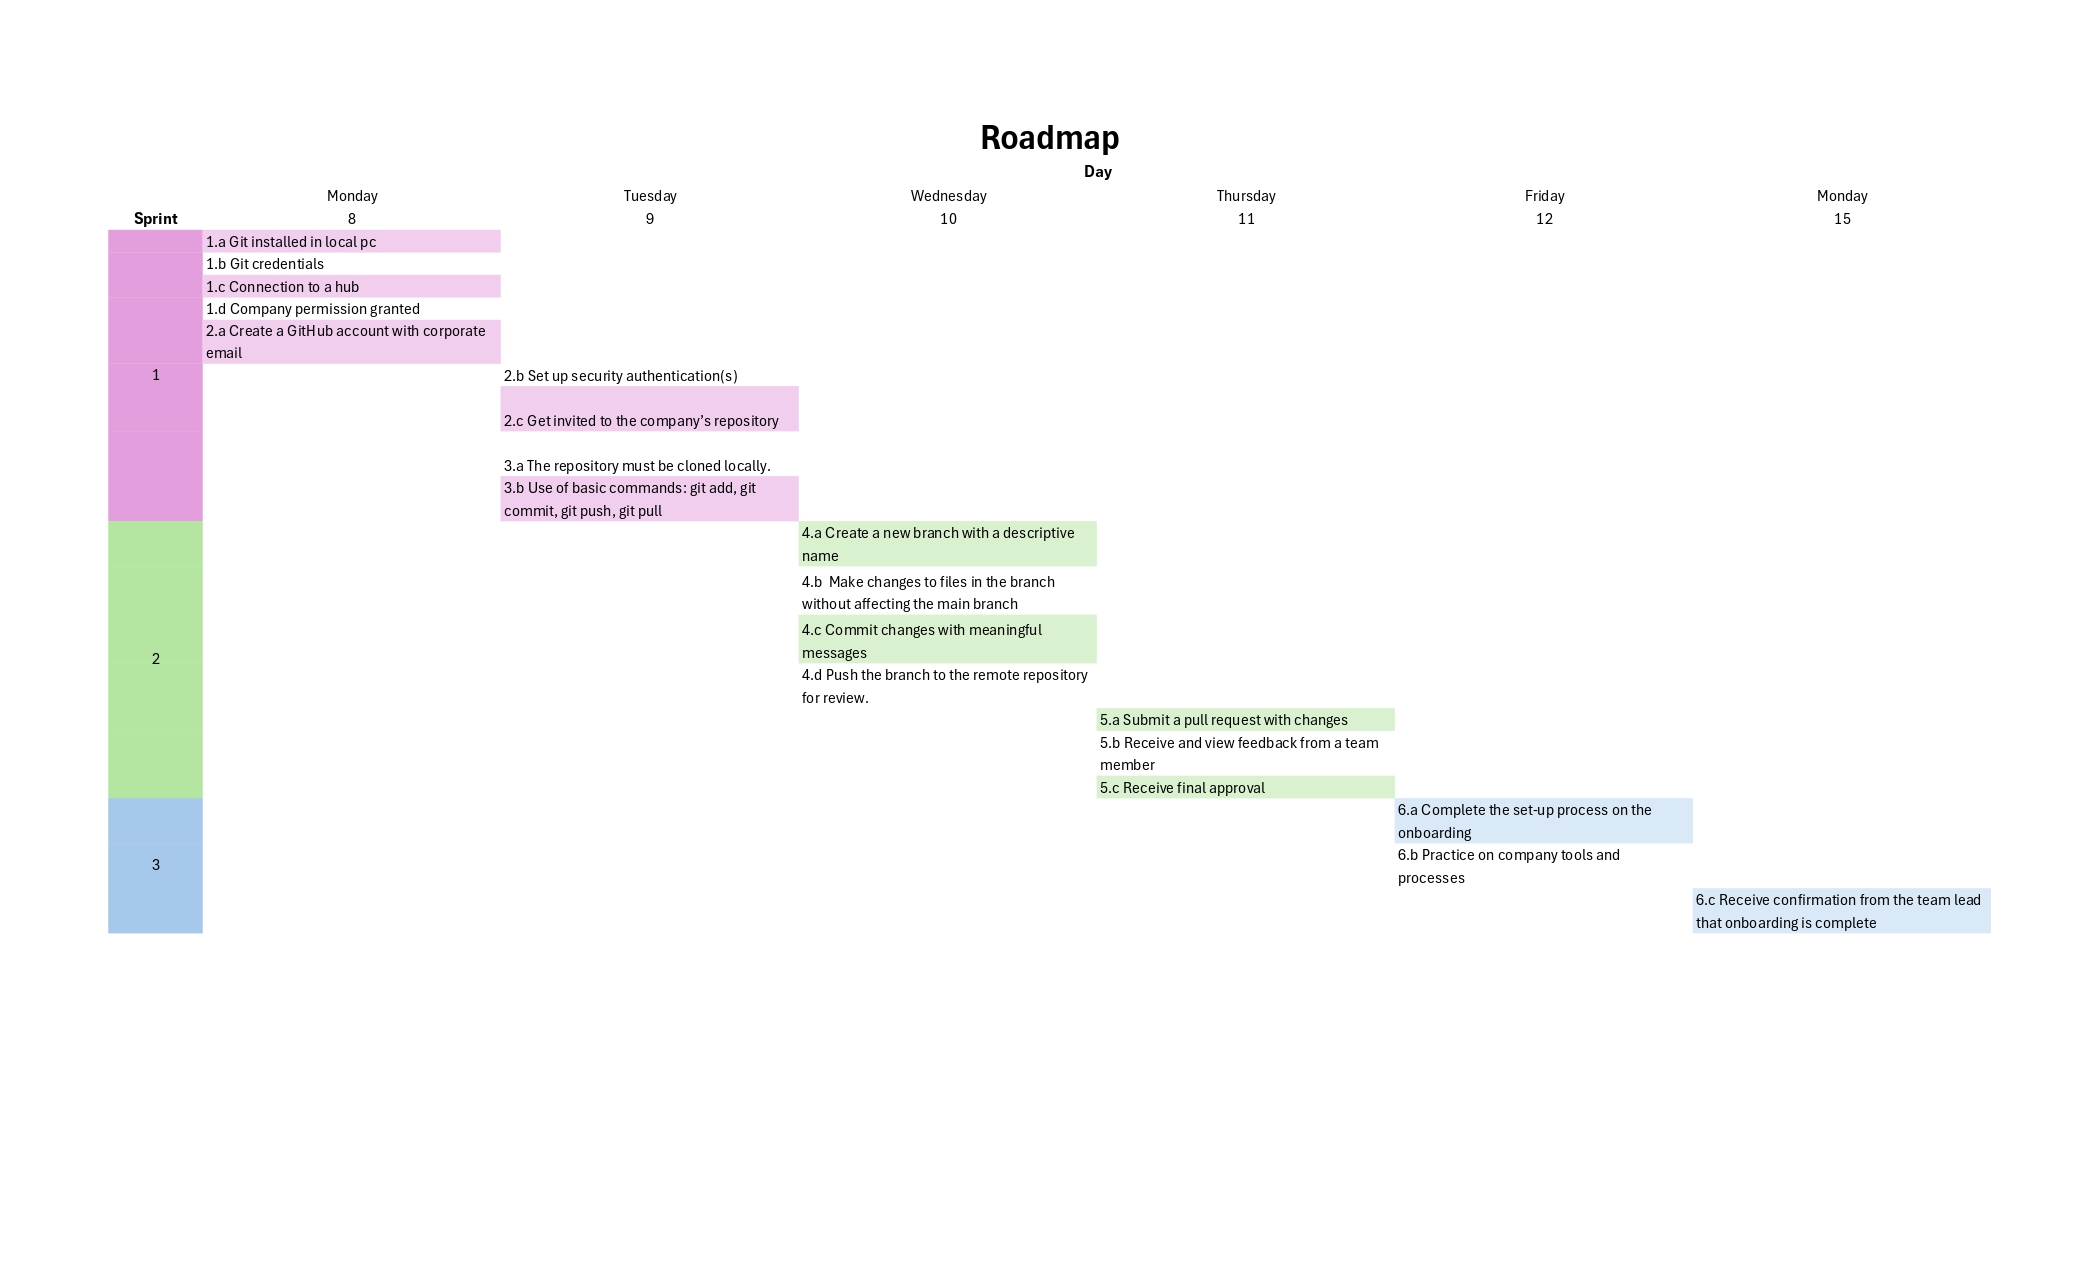 Roadmap
Day
Monday Tuesday Wednesday Thursday Friday Monday
Sprint 8 9 10 11 12 15
1.a Git installed in local pc
1.b Git credentials
1.c Connection to a hub
1.d Company permission granted
2.a Create a GitHub account with corporate
email
1 2.b Set up security authentication(s)
2.c Get invited to the company’s repository
3.a The repository must be cloned locally.
3.b Use of basic commands: git add, git
commit, git push, git pull
4.a Create a new branch with a descriptive
name
4.b  Make changes to files in the branch
without affecting the main branch
4.c Commit changes with meaningful
messages
2
4.d Push the branch to the remote repository
for review.
5.a Submit a pull request with changes
5.b Receive and view feedback from a team
member
5.c Receive final approval
6.a Complete the set-up process on the
onboarding
3
6.b Practice on company tools and
processes
6.c Receive confirmation from the team lead
that onboarding is complete